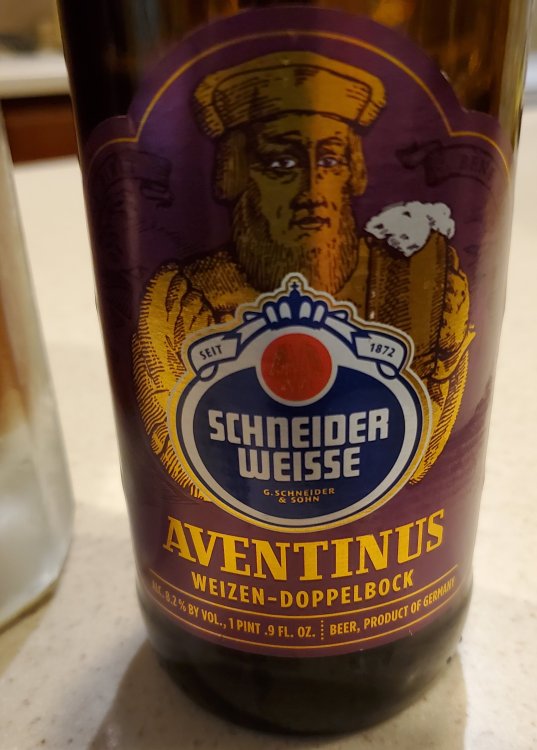 SEIT 1872
SCHNEIDER
WEISSE
G. SCHNEIDER
& SOHN
AVENTINUS
WEIZEN-DOPPELBOCK
ALC. 8.2 % BY VOL., 1 PINT .9 FL. OZ. BEER, PRODUCT OF GERMANY